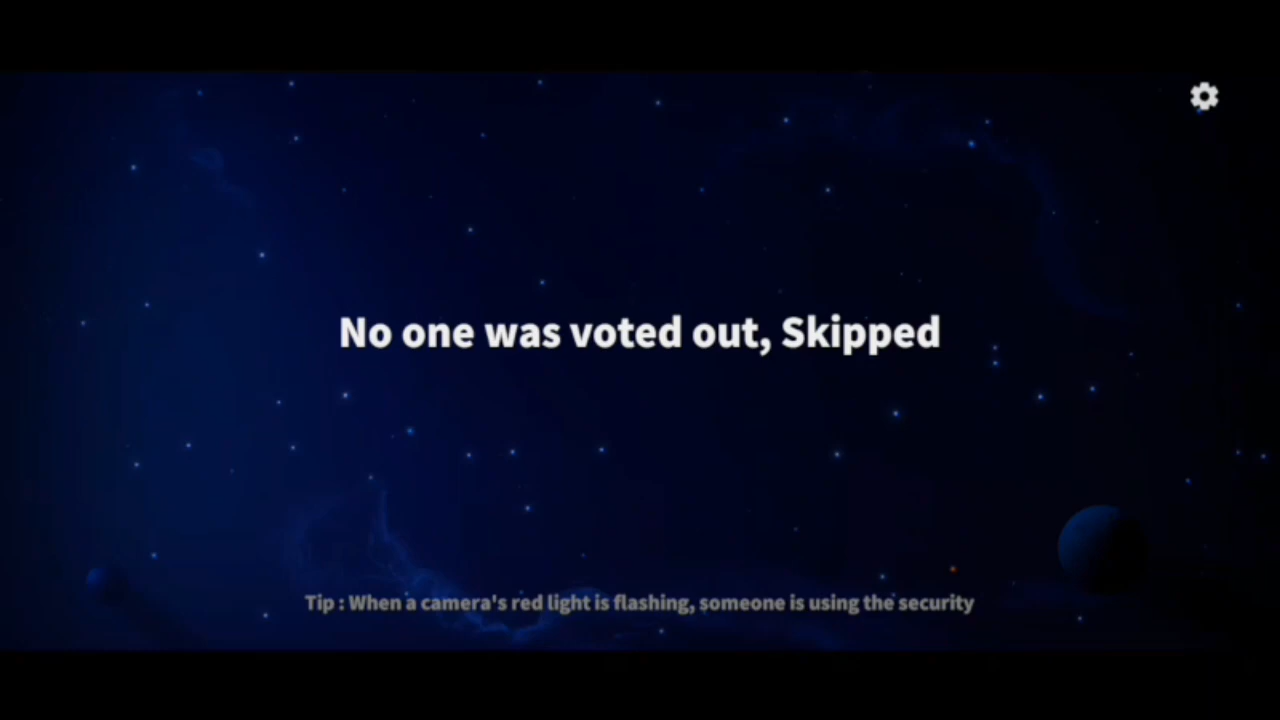 No one was voted out, Skipped
Tip : When a camera's red light is flashing, someone is using the security